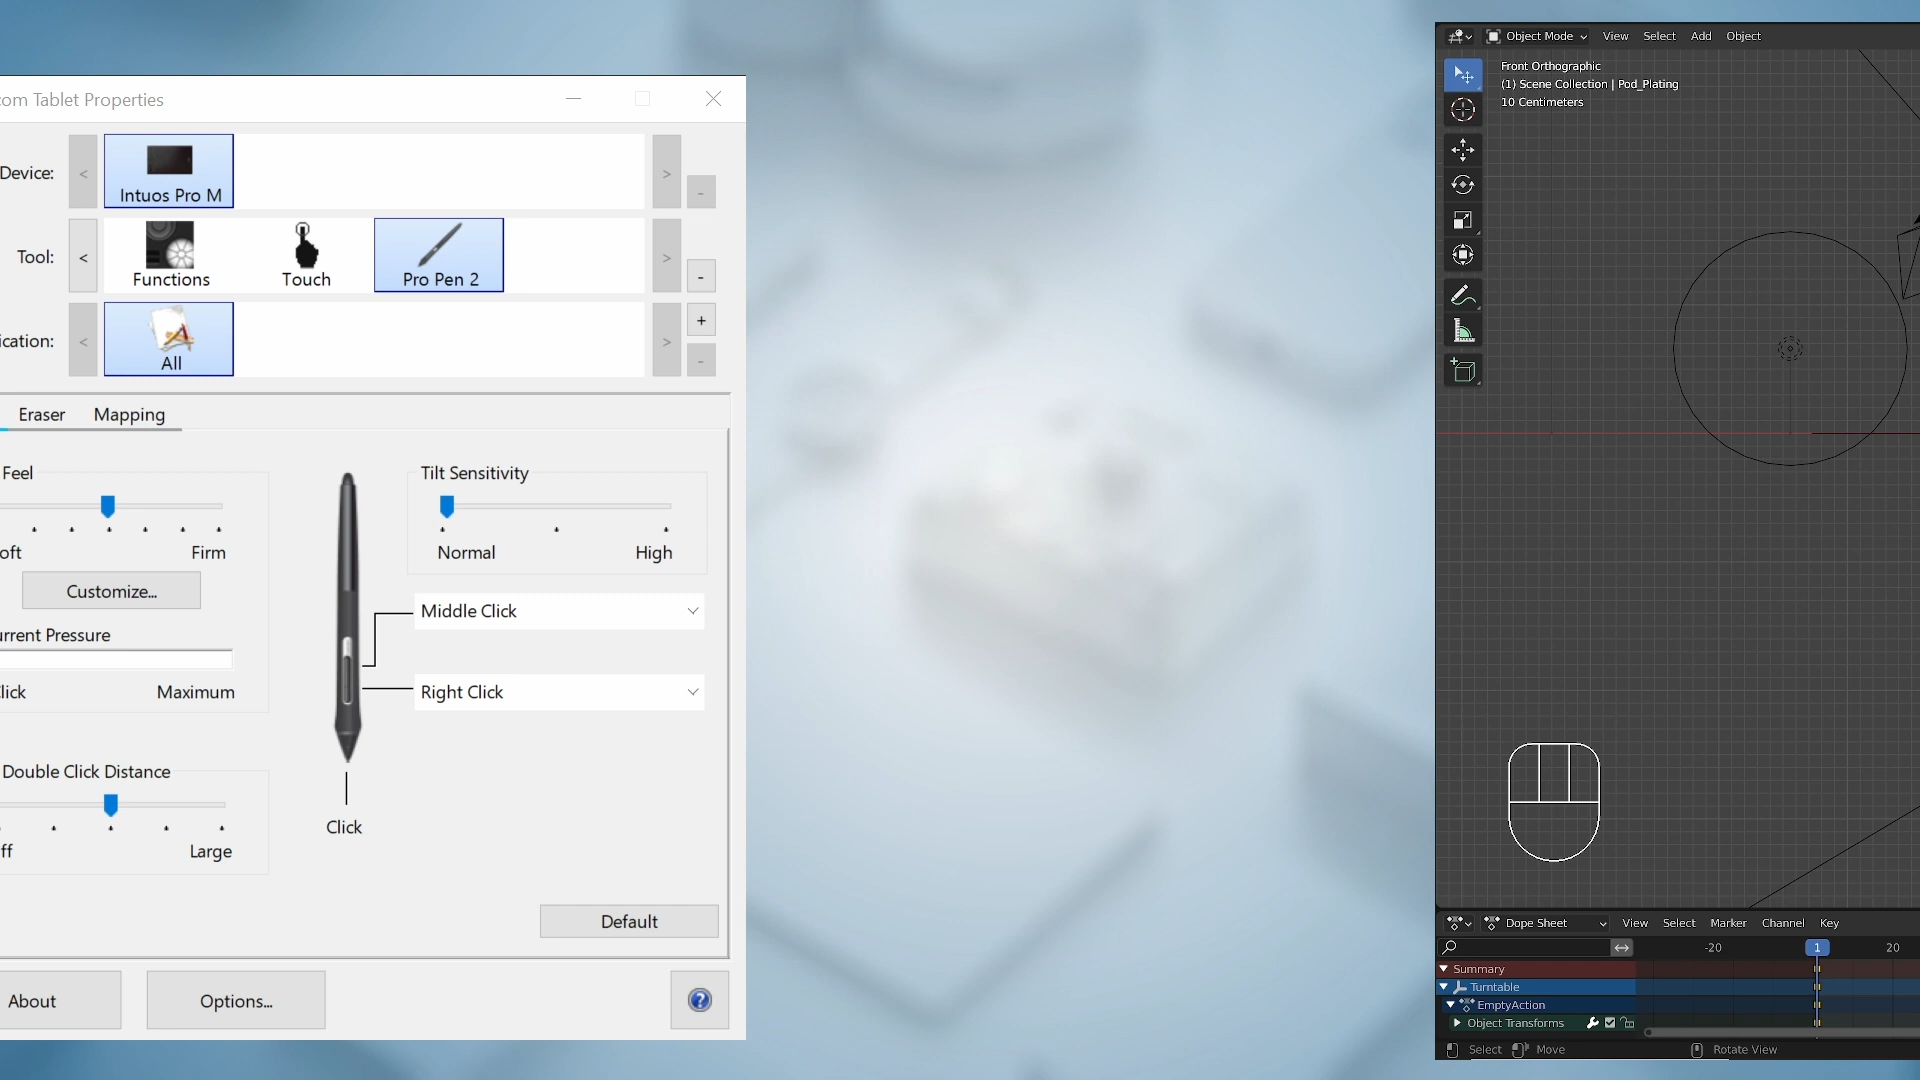 com Tablet Properties
Device:
<
Intuos Pro M
>
-
Tool:
<
Functions
Touch
Pro Pen 2
>
-
ication:
<
All
>
+
-
Eraser Mapping
Feel
oft Firm
Customize...
urrent Pressure
lick Maximum
Double Click Distance
ff Large
Tilt Sensitivity
Normal High
Middle Click
Right Click
Click
Default
About
Options...
?
Object Mode View Select Add Object
Front Orthographic
(1) Scene Collection | Pod_Plating
10 Centimeters
Dope Sheet View Select Marker Channel Key
-20 1 20
Summary
Turntable
EmptyAction
Object Transforms
Select Move Rotate View